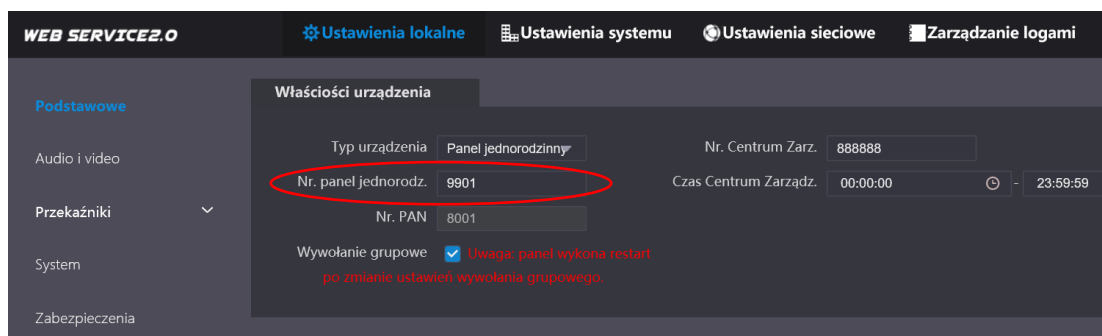 WEB SERVICE2.0 Ustawienia lokalne Ustawienia systemu Ustawienia sieciowe Zarządzanie logami
Podstawowe
Audio i video
Przekaźniki
System
Zabezpieczenia
Właściości urządzenia
Typ urządzenia Panel jednorodzinny Nr. Centrum Zarz. 888888
Nr. panel jednorodz. 9901 Czas Centrum Zarządz. 00:00:00 - 23:59:59
Nr. PAN 8001
Wywołanie grupowe Uwaga: panel wykona restart
po zmianie ustawień wywołania grupowego.